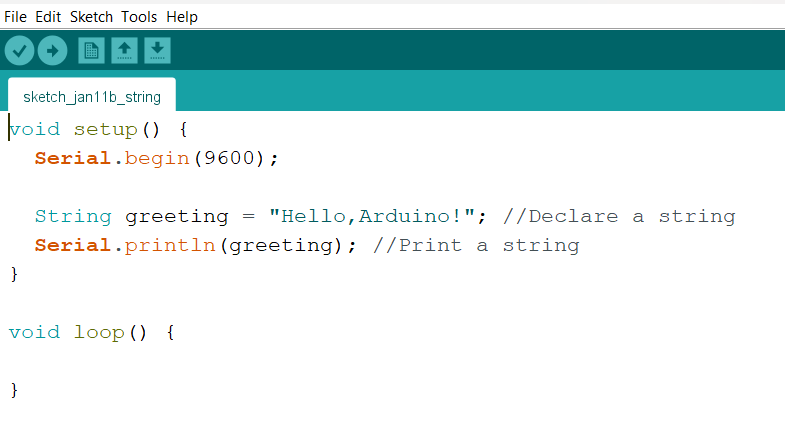 File Edit Sketch Tools Help
sketch_jan11b_string
void setup() {
  Serial.begin(9600);
  String greeting = "Hello,Arduino!"; //Declare a string
  Serial.println(greeting); //Print a string
}
void loop() {
}